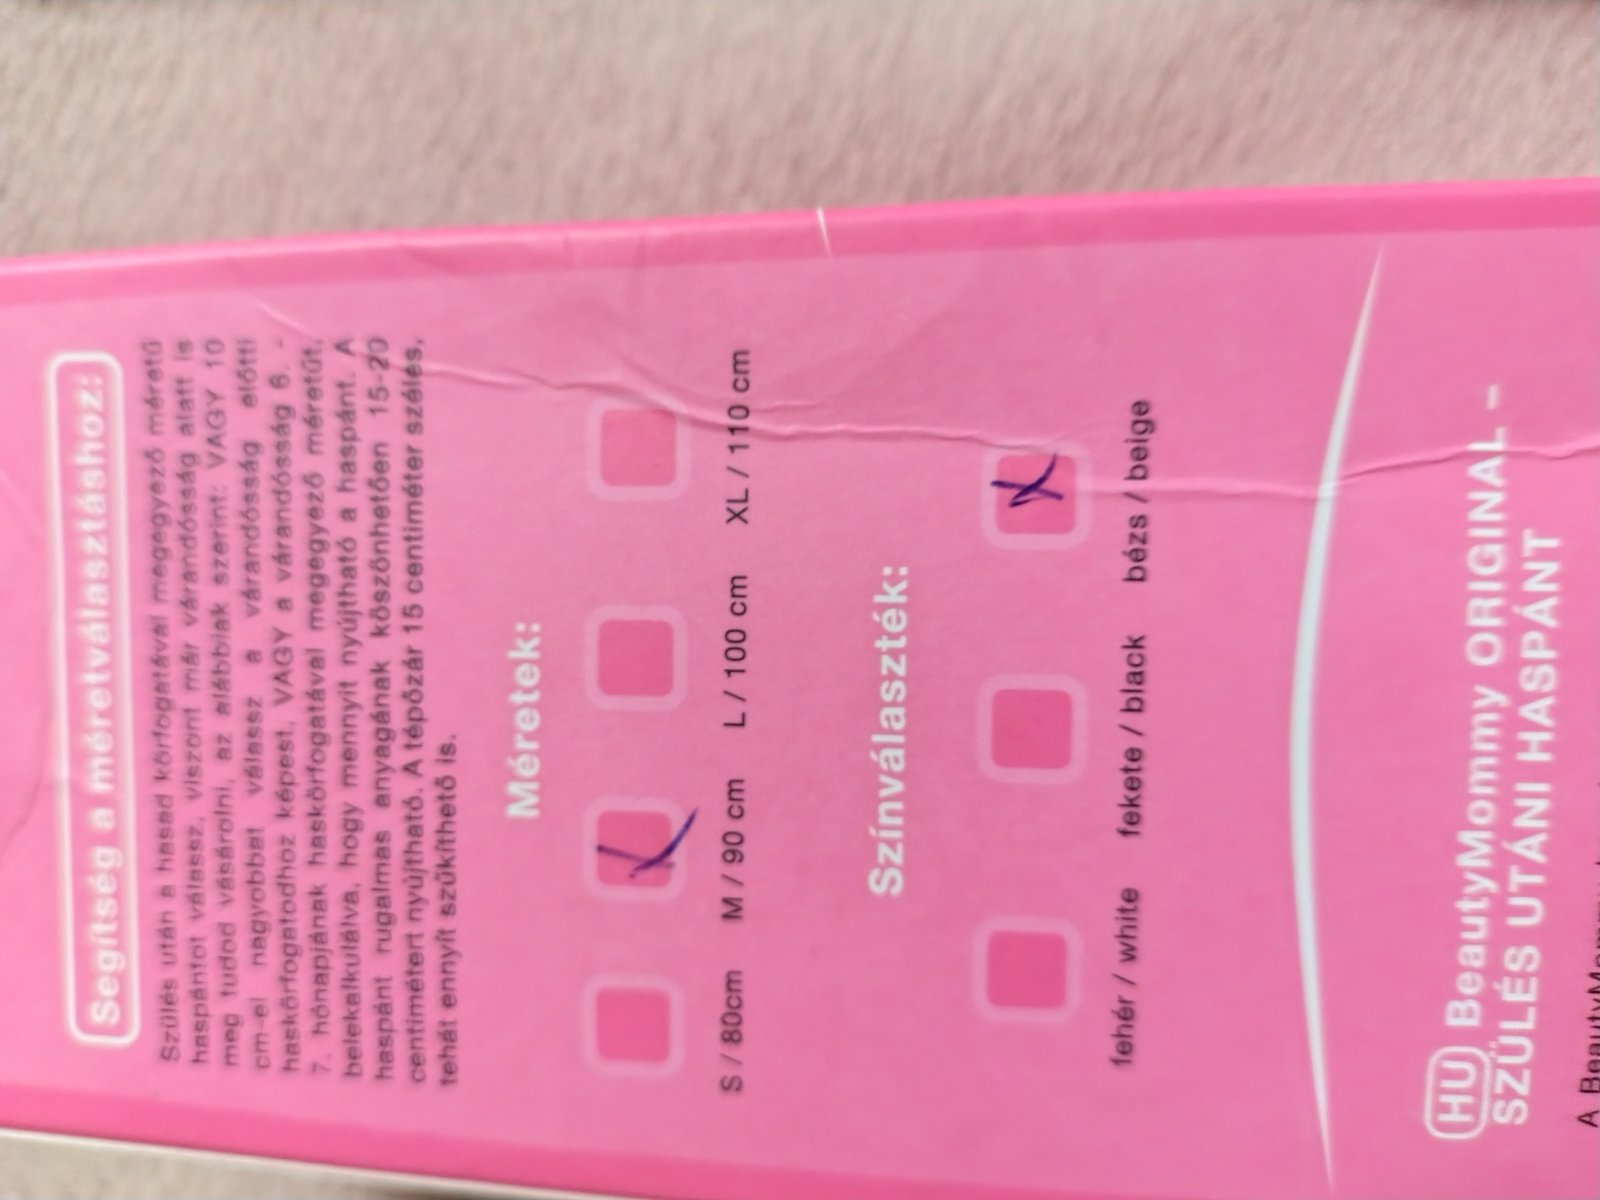 Segítség a méretválasztáshoz:
Szülés után a hasad körfogatával megegyező méretű
haspántot válassz, viszont már várandósság alatt is
meg tudod vásárolni, az alábbiak szerint: VAGY 10
cm-el nagyobbat válassz a várandósság előtti
haskörfogatodhoz képest, VAGY a várandósság 6. -
7. hónapjának haskörfogatával megegyező méretűt,
belekalkulálva, hogy mennyit nyújtható a haspánt. A
haspánt rugalmas anyagának köszönhetően 15-20
centimétert nyújtható. A tépőzár 15 centiméter széles,
tehát ennyit szűkíthető is.
Méretek:
S / 80cm M / 90 cm L / 100 cm XL / 110 cm
Színválaszték:
fehér / white fekete / black bézs / beige
HU BeautyMommy ORIGINAL -
SZÜLÉS UTÁNI HASPÁNT